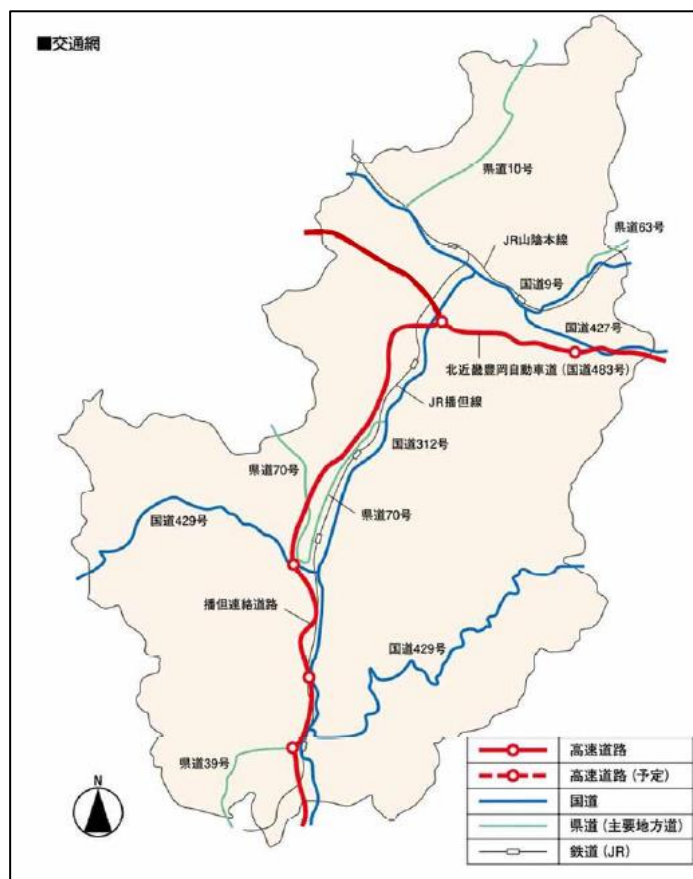 ■交通網
県道10号
県道63号
JR山陰本線
国道9号
国道427号
北近畿豊岡自動車道(国道483号)
JR播但線
国道312号
県道70号
県道70号
国道429号
播但連絡道路
国道429号
県道39号
N
高速道路
高速道路(予定)
国道
県道(主要地方道)
鉄道(JR)